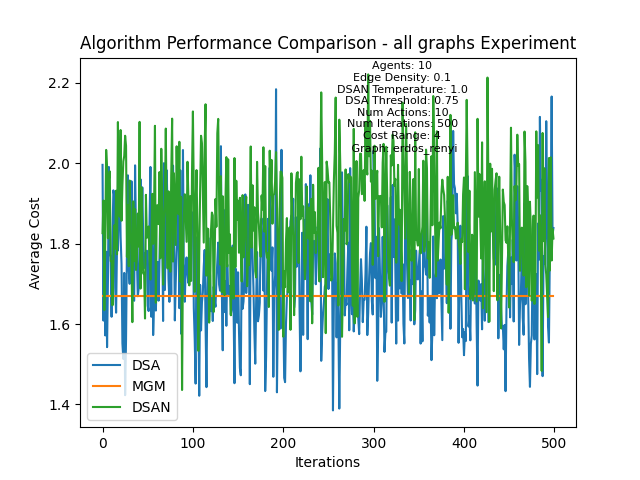 Algorithm Performance Comparison - all graphs Experiment
Agents: 10
Edge Density: 0.1
DSAN Temperature: 1.0
DSA Threshold: 0.75
Num Actions: 10
Num Iterations: 500
Cost Range: 4
Graph: erdos_renyi
2.2
2.0
1.8
1.6
1.4
Average Cost
DSA
MGM
DSAN
0
100
200
300
400
500
Iterations